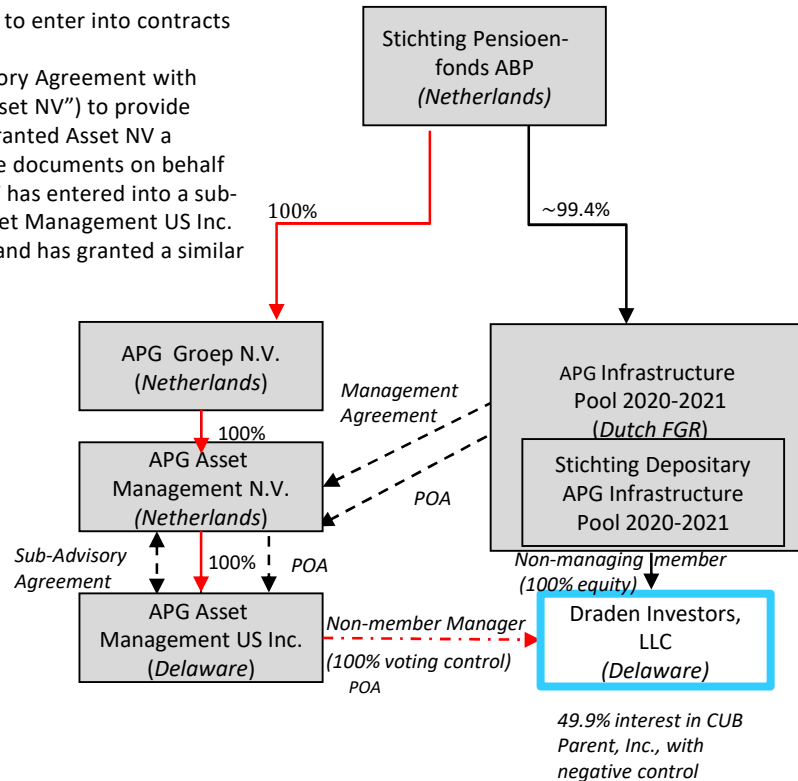 to enter into contracts
ory Agreement with
set NV”) to provide
ranted Asset NV a
e documents on behalf
has entered into a sub-
et Management US Inc.
and has granted a similar
Stichting Pensioen-
fonds ABP
(Netherlands)
100%
~99.4%
APG Groep N.V.
(Netherlands)
Management
Agreement
APG Infrastructure
Pool 2020-2021
(Dutch FGR)
100%
APG Asset
Management N.V.
(Netherlands)
POA
Stichting Depositary
APG Infrastructure
Pool 2020-2021
Sub-Advisory
Agreement
100%
POA
Non-managing member
(100% equity)
APG Asset
Management US Inc.
(Delaware)
Non-member Manager
(100% voting control)
POA
Draden Investors,
LLC
(Delaware)
49.9% interest in CUB
Parent, Inc., with
negative control